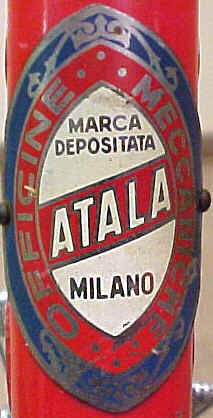 OFFICINE MECCANICHE
MARCA
DEPOSITATA
ATALA
MILANO